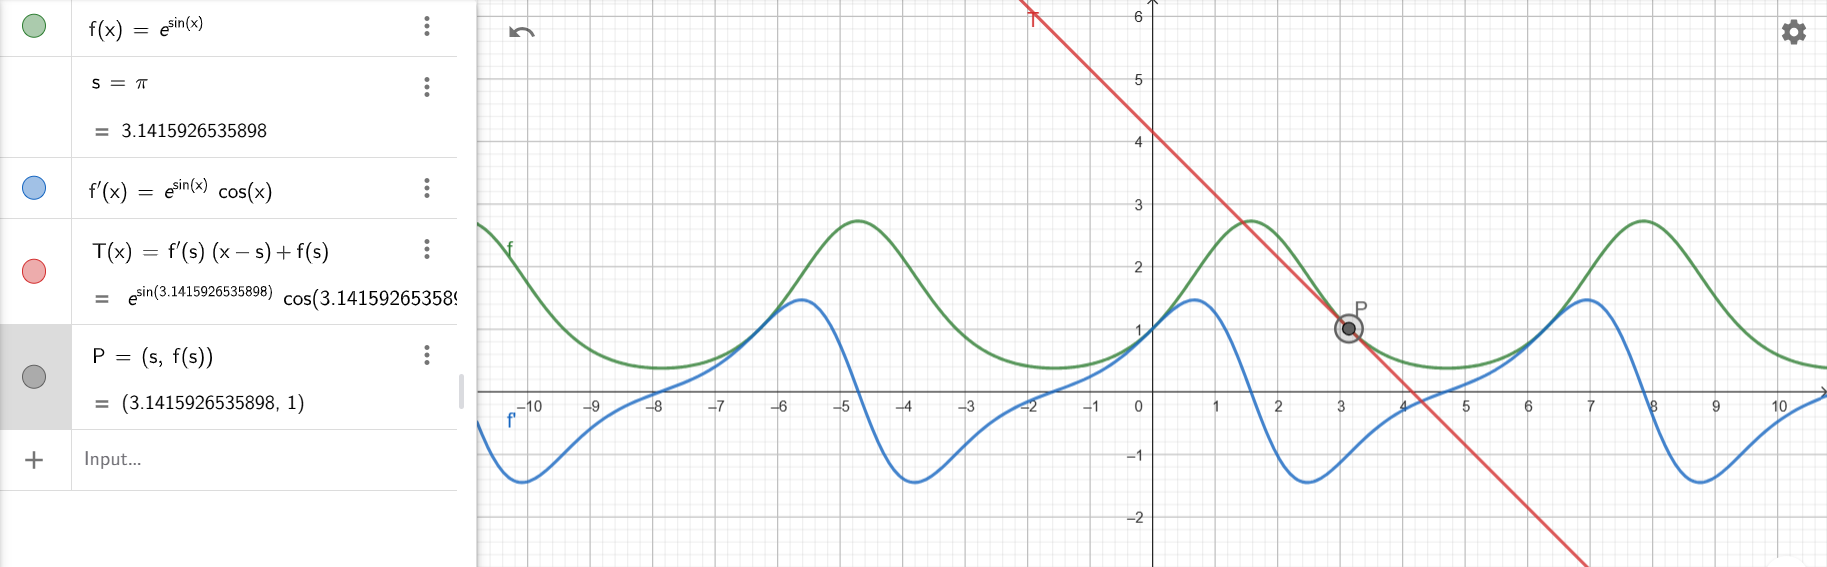 f(x) = e^sin(x)
s = π
= 3.1415926535898
f′(x) = e^sin(x) cos(x)
T(x) = f′(s) (x − s) + f(s)
= e^sin(3.1415926535898) cos(3.14159265358
P = (s, f(s))
= (3.1415926535898, 1)
+ Input...
T
6
5
4
3
2
1
f
P
−10 −9 −8 −7 −6 −5 −4 −3 −2 −1 0 1 2 3 4 5 6 7 8 9 10
f′
−1
−2